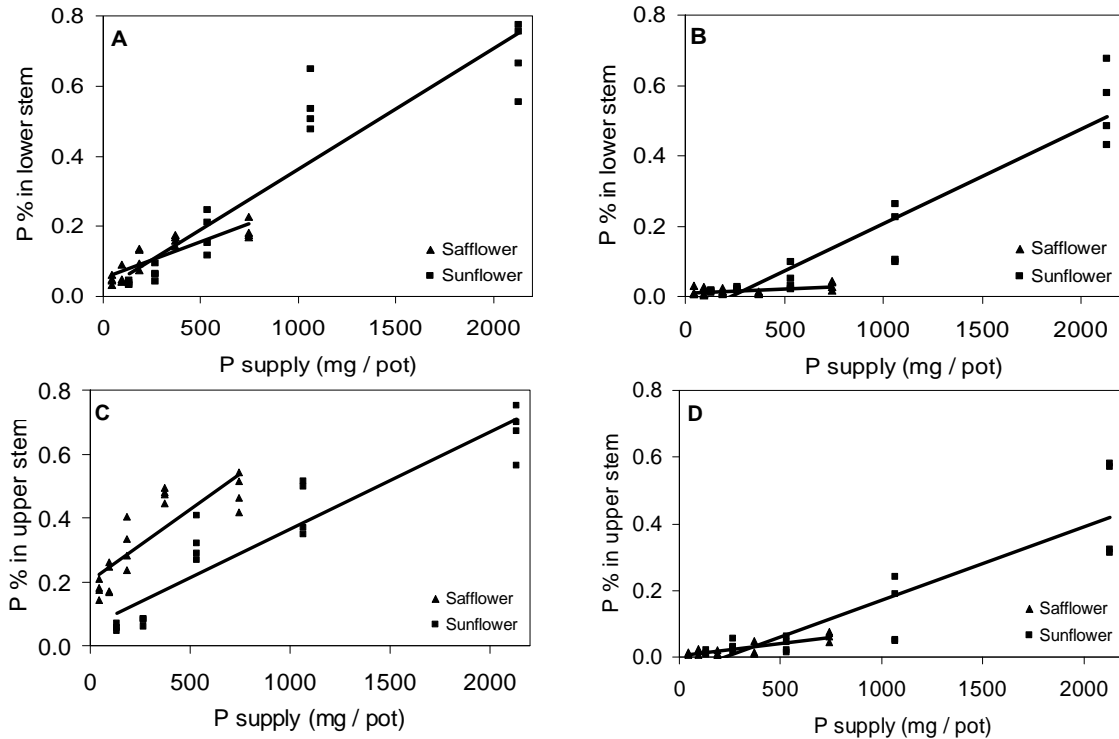 A
P % in lower stem
0.8
0.6
0.4
0.2
0.0
Safflower
Sunflower
0 500 1000 1500 2000
P supply (mg / pot)
B
P % in lower stem
0.8
0.6
0.4
0.2
0.0
Safflower
Sunflower
0 500 1000 1500 2000
P supply (mg / pot)
C
P % in upper stem
0.8
0.6
0.4
0.2
0.0
Safflower
Sunflower
0 500 1000 1500 2000
P supply (mg / pot)
D
P % in upper stem
0.8
0.6
0.4
0.2
0.0
Safflower
Sunflower
0 500 1000 1500 2000
P supply (mg / pot)